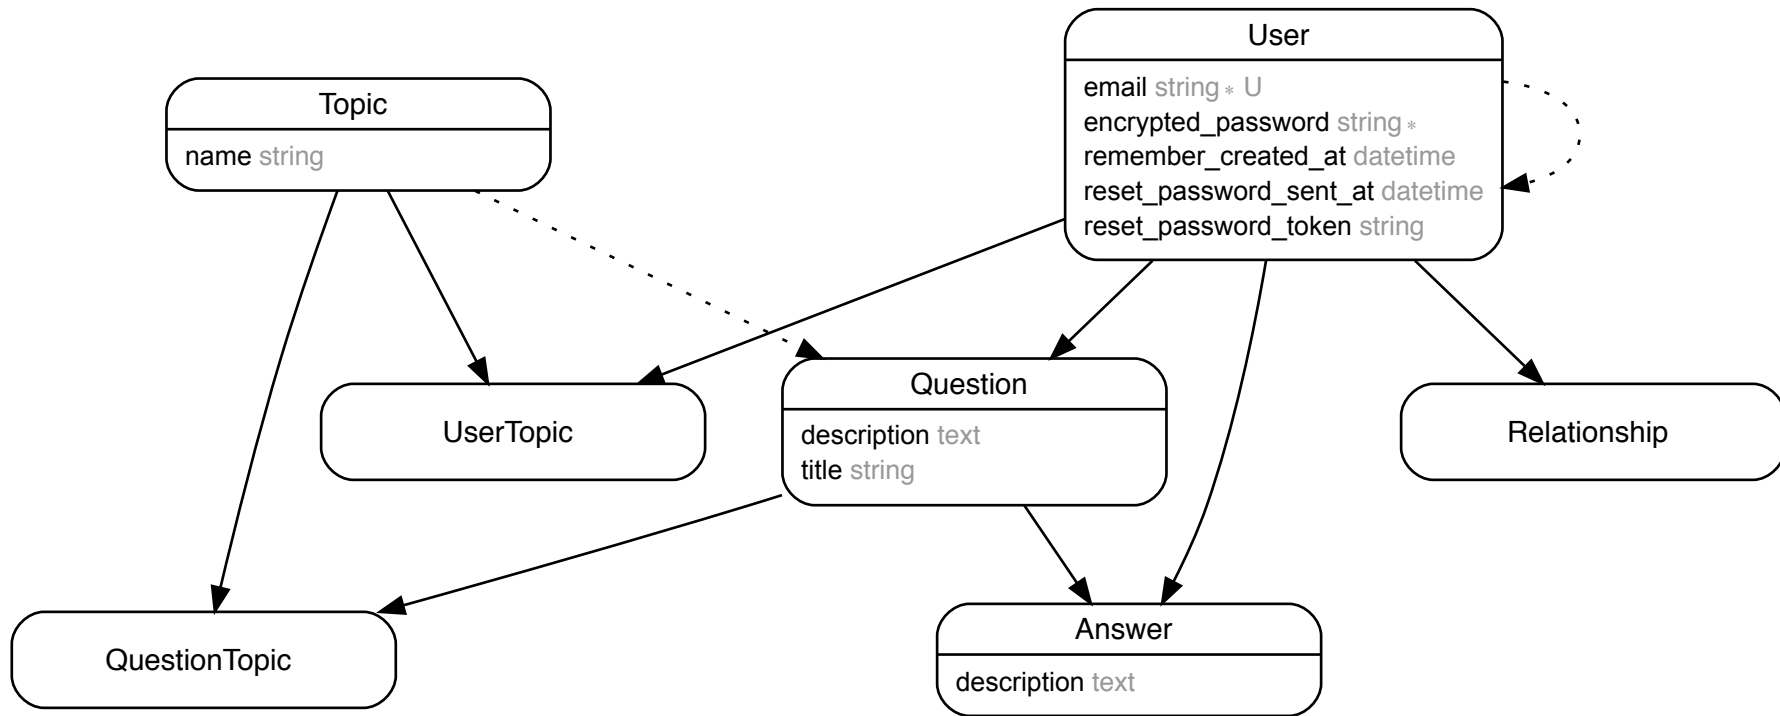 User
email string * U
encrypted_password string *
remember_created_at datetime
reset_password_sent_at datetime
reset_password_token string
Topic
name string
UserTopic
Question
description text
title string
Relationship
QuestionTopic
Answer
description text